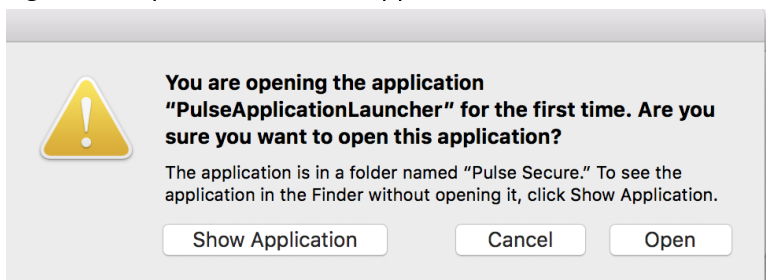 You are opening the application
“PulseApplicationLauncher” for the first time. Are you
sure you want to open this application?
The application is in a folder named “Pulse Secure.” To see the
application in the Finder without opening it, click Show Application.
Show Application Cancel Open